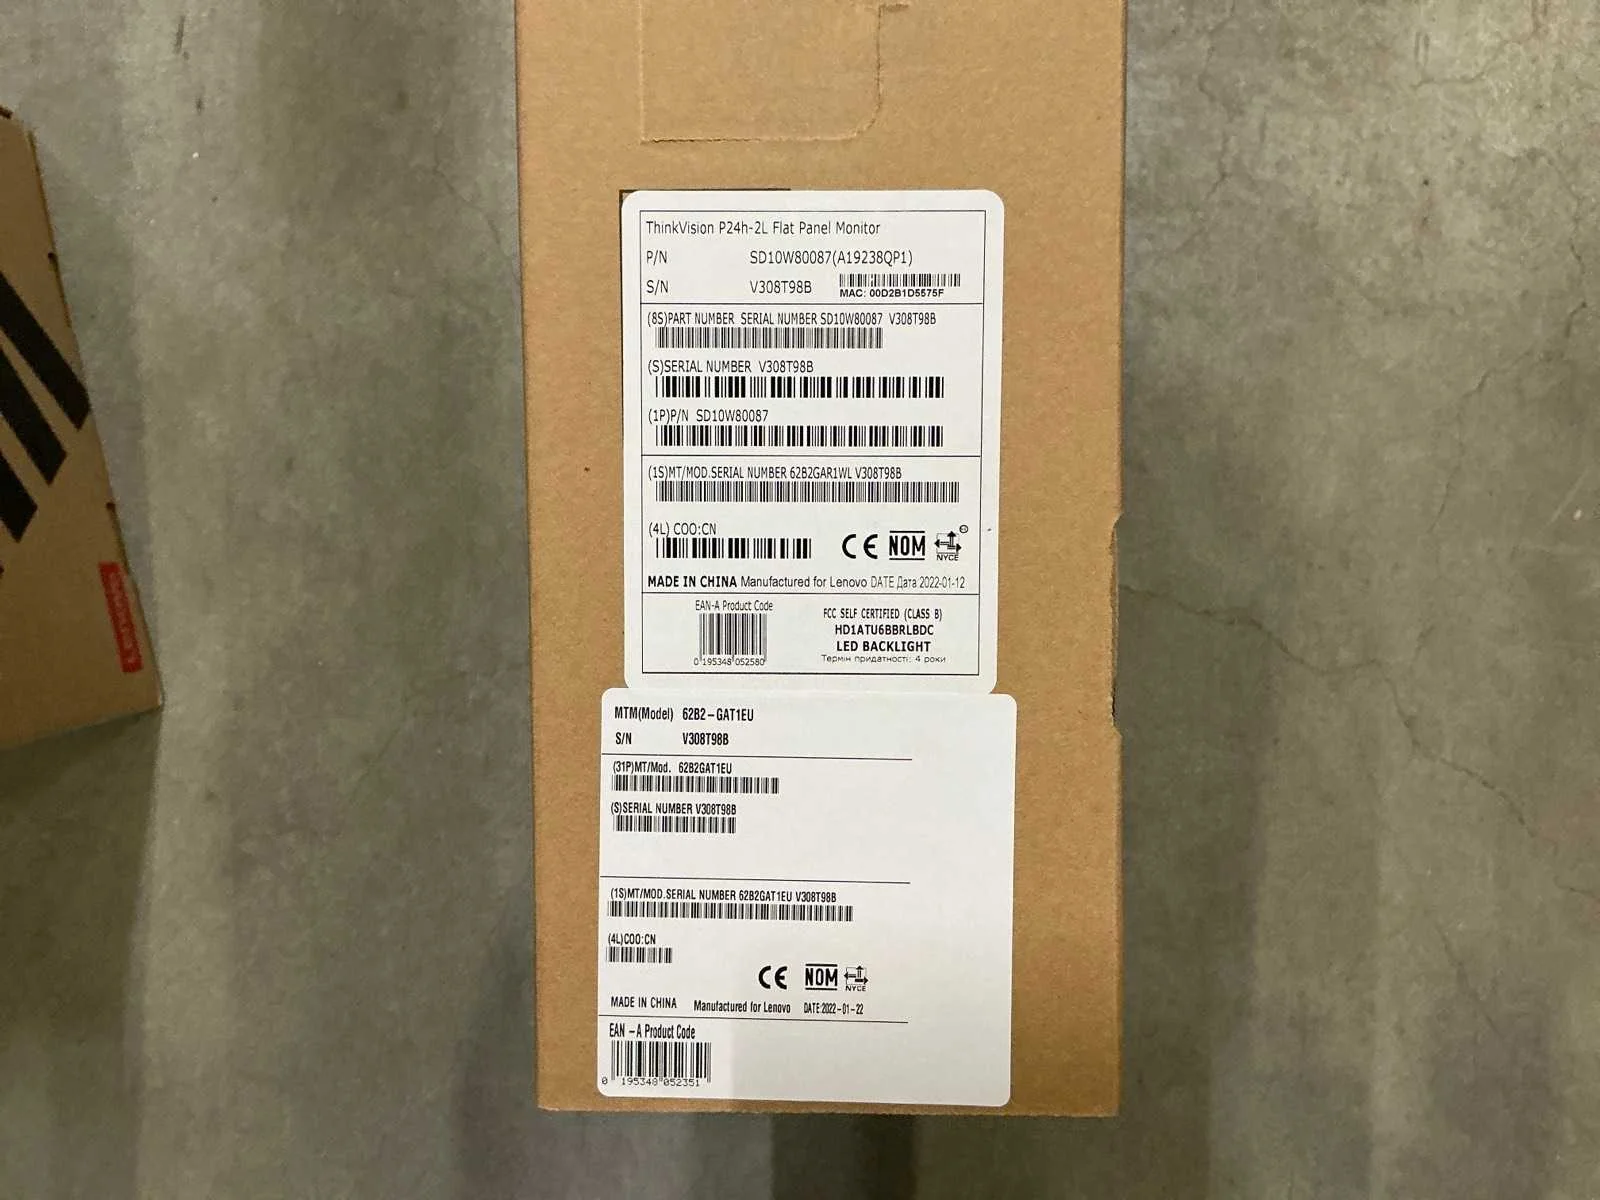 ThinkVision P24h-2L Flat Panel Monitor
P/N SD10W80087(A19238QP1)
S/N V308T98B
MAC: 00D2B1D5575F
(8S)PART NUMBER SERIAL NUMBER SD10W80087 V308T98B
(S)SERIAL NUMBER V308T98B
(1P)P/N SD10W80087
(1S)MT/MOD.SERIAL NUMBER 62B2GAR1WL V308T98B
(4L) COO:CN
CE NOM NYCE
MADE IN CHINA Manufactured for Lenovo DATE Дата 2022-01-12
EAN-A Product Code
0 195348 052580
FCC SELF CERTIFIED (CLASS B)
HD1ATU6BBRLBDC
LED BACKLIGHT
Термін придатності: 4 роки
MTM(Model) 62B2-GAT1EU
S/N V308T98B
(31P)MT/Mod. 62B2GAT1EU
(S)SERIAL NUMBER V308T98B
(1S)MT/MOD.SERIAL NUMBER 62B2GAT1EU V308T98B
(4L)COO:CN
CE NOM NYCE
MADE IN CHINA Manufactured for Lenovo DATE:2022-01-22
EAN -A Product Code
0 195348 052351
Lenovo